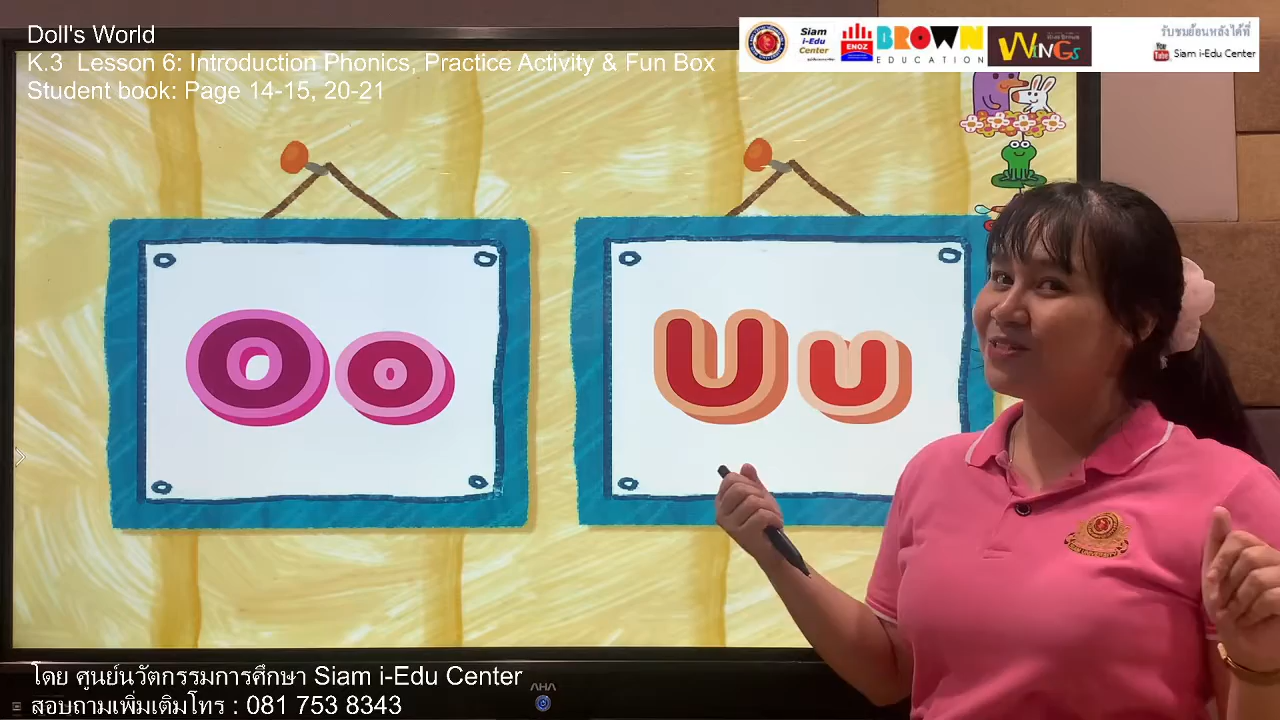 Doll's World
K.3 Lesson 6: Introduction Phonics, Practice Activity & Fun Box
Student book: Page 14-15, 20-21
Siam
i-Edu
Center
ENOZ
BROWN
EDUCATION
WINGS
รับชมย้อนหลังได้ที่
You
Tube
Siam i-Edu Center
Oo
Uu
โดย ศูนย์นวัตกรรมการศึกษา Siam i-Edu Center
สอบถามเพิ่มเติมโทร : 081 753 8343
AHA